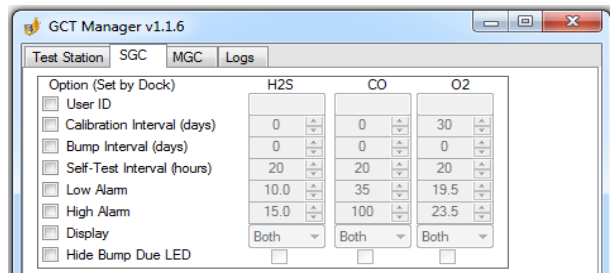 GCT Manager v1.1.6
Test Station SGC MGC Logs
Option (Set by Dock) H2S CO O2
User ID
Calibration Interval (days) 0 0 30
Bump Interval (days) 0 0 0
Self-Test Interval (hours) 20 20 20
Low Alarm 10.0 35 19.5
High Alarm 15.0 100 23.5
Display Both Both Both
Hide Bump Due LED